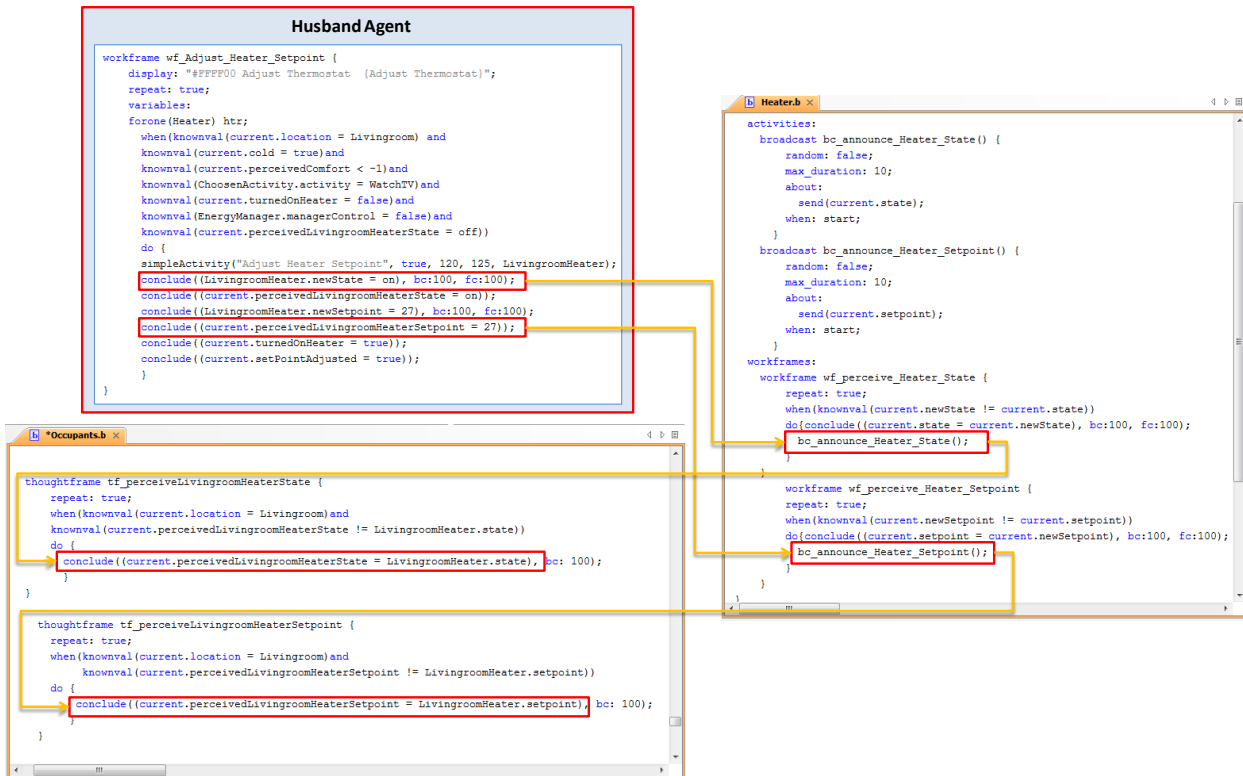 Husband Agent
workframe wf_Adjust_Heater_Setpoint {
display: "#FFFF00 Adjust Thermostat  {Adjust Thermostat}";
repeat: true;
variables:
forone(Heater) htr;
when(knownval(current.location = Livingroom) and
knownval(current.cold = true)and
knownval(current.perceivedComfort < -1)and
knownval(ChoosenActivity.activity = WatchTV)and
knownval(current.turnedOnHeater = false)and
knownval(EnergyManager.managerControl = false)and
knownval(current.perceivedLivingroomHeaterState = off))
do {
simpleActivity("Adjust Heater Setpoint", true, 120, 125, LivingroomHeater);
conclude((LivingroomHeater.newState = on), bc:100, fc:100);
conclude((current.perceivedLivingroomHeaterState = on));
conclude((LivingroomHeater.newSetpoint = 27), bc:100, fc:100);
conclude((current.perceivedLivingroomHeaterSetpoint = 27));
conclude((current.turnedOnHeater = true));
conclude((current.setPointAdjusted = true));
}
}
Heater.b
activities:
broadcast bc_announce_Heater_State() {
random: false;
max_duration: 10;
about:
send(current.state);
when: start;
}
broadcast bc_announce_Heater_Setpoint() {
random: false;
max_duration: 10;
about:
send(current.setpoint);
when: start;
}
workframes:
workframe wf_perceive_Heater_State {
repeat: true;
when(knownval(current.newState != current.state))
do{conclude((current.state = current.newState), bc:100, fc:100);
bc_announce_Heater_State();
}
}
workframe wf_perceive_Heater_Setpoint {
repeat: true;
when(knownval(current.newSetpoint != current.setpoint))
do{conclude((current.setpoint = current.newSetpoint), bc:100, fc:100);
bc_announce_Heater_Setpoint();
}
}
}
*Occupants.b
thoughtframe tf_perceiveLivingroomHeaterState {
repeat: true;
when(knownval(current.location = Livingroom)and
knownval(current.perceivedLivingroomHeaterState != LivingroomHeater.state))
do {
conclude((current.perceivedLivingroomHeaterState = LivingroomHeater.state), bc: 100);
}
}
thoughtframe tf_perceiveLivingroomHeaterSetpoint {
repeat: true;
when(knownval(current.location = Livingroom)and
knownval(current.perceivedLivingroomHeaterSetpoint != LivingroomHeater.setpoint))
do {
conclude((current.perceivedLivingroomHeaterSetpoint = LivingroomHeater.setpoint), bc: 100);
}
}